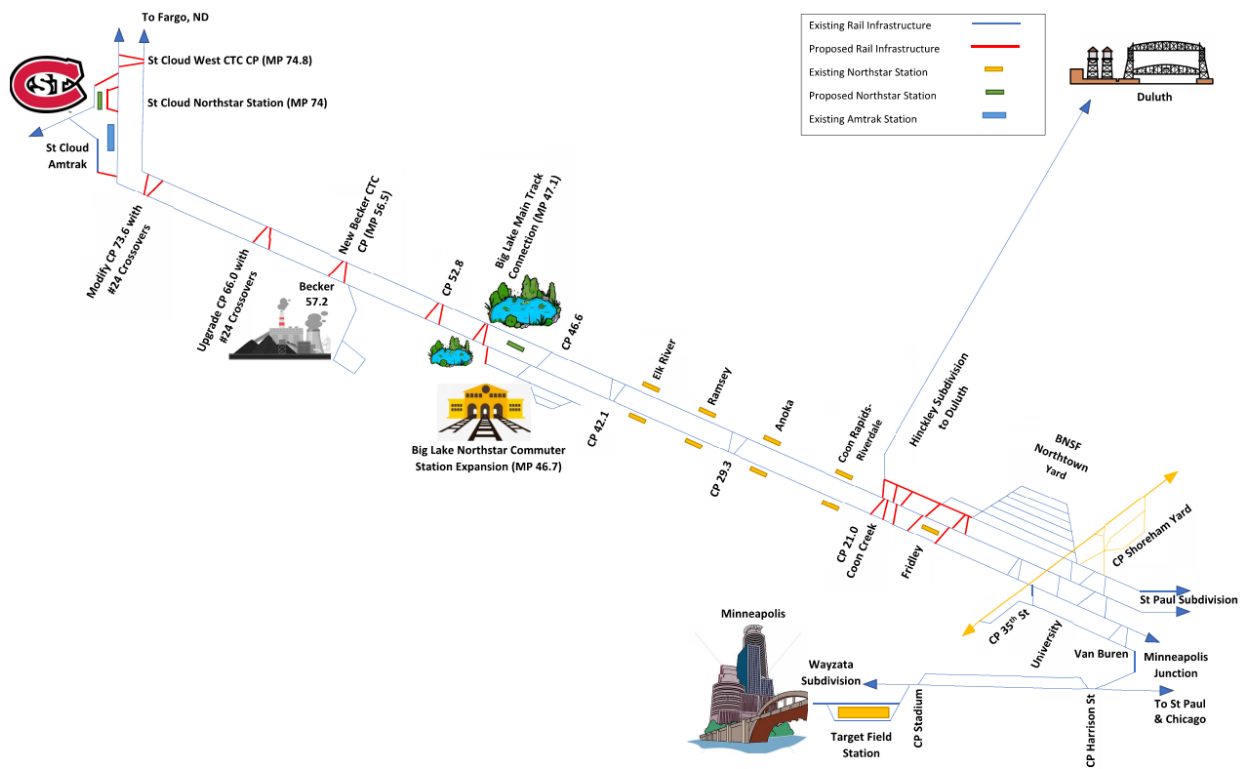 To Fargo, ND
St Cloud West CTC CP (MP 74.8)
St Cloud Northstar Station (MP 74)
ST
C
St Cloud
Amtrak
Existing Rail Infrastructure
Proposed Rail Infrastructure
Existing Northstar Station
Proposed Northstar Station
Existing Amtrak Station
Duluth
Modify CP 73.6 with
#24 Crossovers
Upgrade CP 66.0 with
#24 Crossovers
New Becker CTC
CP (MP 56.5)
Becker
57.2
CP 52.8
Big Lake Main Track
Connection (MP 47.1)
CP 46.6
Big Lake Northstar Commuter
Station Expansion (MP 46.7)
CP 42.1
Elk River
Ramsey
CP 29.3
Anoka
Coon Rapids-
Riverdale
Hinckley Subdivision
to Duluth
CP 21.0
Coon Creek
Fridley
BNSF
Northtown
Yard
CP Shoreham Yard
St Paul Subdivision
CP 35th St
University
Van Buren
Minneapolis
Junction
Minneapolis
Wayzata
Subdivision
Target Field
Station
CP Stadium
CP Harrison St
To St Paul
& Chicago